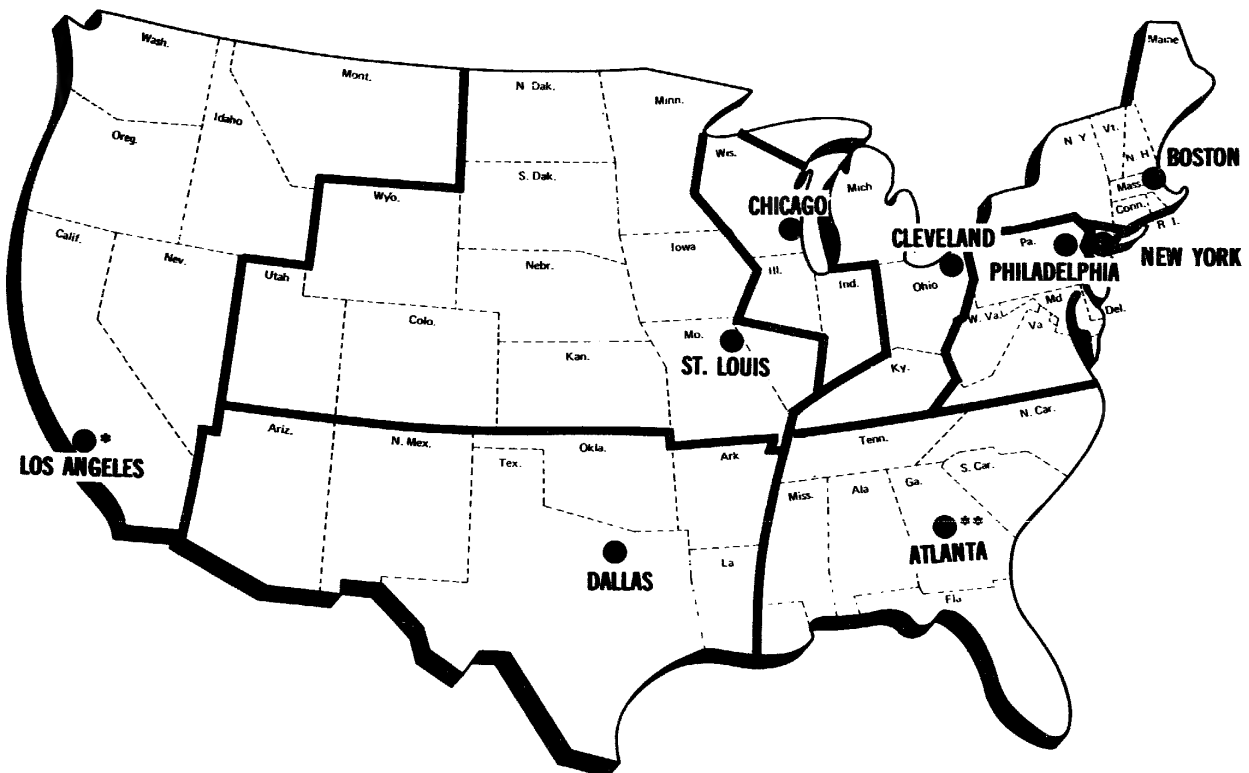 Wash.
Mont.
N. Dak.
Minn.
Maine
Oreg.
Idaho
Wis.
N Y
Vt.
N H
BOSTON
S. Dak.
Mich
Mass
Wyo.
CHICAGO
Conn.
R I.
Calif.
Nev.
Utah
Iowa
CLEVELAND
Pa.
NEW YORK
Nebr.
Ill.
Ind.
Ohio
PHILADELPHIA
Md
Del.
W. Va.
Va
Colo.
Mo.
Kan.
ST. LOUIS
Ky.
*
LOS ANGELES
Ariz.
N. Mex.
Okla.
Tex.
Ark
Tenn.
N. Car.
S. Car.
Miss.
Ala
Ga.
**
ATLANTA
DALLAS
La
Fla